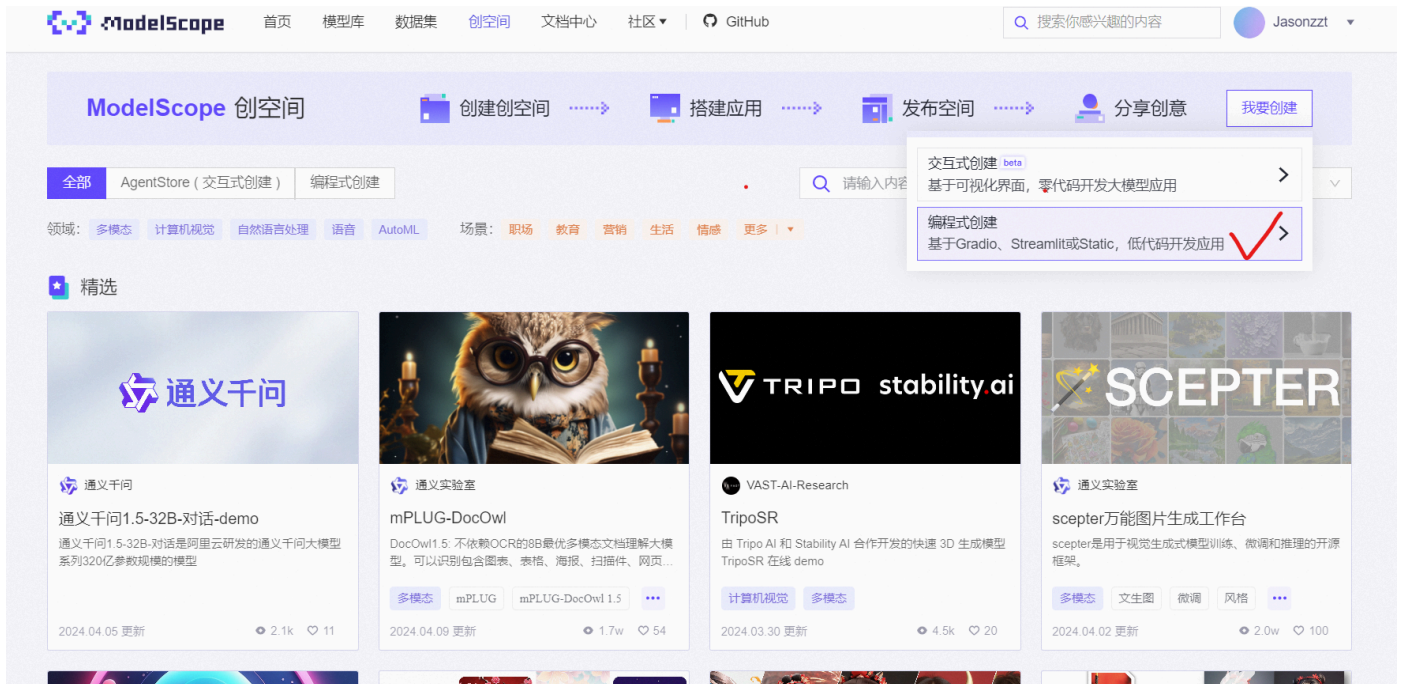 ModelScope 首页 模型库 数据集 创空间 文档中心 社区 GitHub 搜索你感兴趣的内容 Jasonzzt
ModelScope 创空间 创建创空间 搭建应用 发布空间 分享创意 我要创建
全部 AgentStore ( 交互式创建 ) 编程式创建 请输入内容
交互式创建 beta
基于可视化界面，零代码开发大模型应用
编程式创建
基于Gradio、Streamlit或Static，低代码开发应用
领域: 多模态 计算机视觉 自然语言处理 语音 AutoML 场景: 职场 教育 营销 生活 情感 更多
精选
通义千问
TRIPO stability.ai
SCEPTER
通义千问
通义千问1.5-32B-对话-demo
通义千问1.5-32B-对话是阿里云研发的通义千问大模型
系列320亿参数规模的模型
2024.04.05 更新 2.1k 11
通义实验室
mPLUG-DocOwl
DocOwl1.5: 不依赖OCR的8B最优多模态文档理解大模
型。可以识别包含图表、表格、海报、扫描件、网页...
多模态 mPLUG mPLUG-DocOwl 1.5 •••
2024.04.09 更新 1.7w 54
VAST-AI-Research
TripoSR
由 Tripo AI 和 Stability AI 合作开发的快速 3D 生成模型
TripoSR 在线 demo
计算机视觉 多模态
2024.03.30 更新 4.5k 20
通义实验室
scepter万能图片生成工作台
scepter是用于视觉生成式模型训练、微调和推理的开源
框架。
多模态 文生图 微调 风格 •••
2024.04.02 更新 2.0w 100